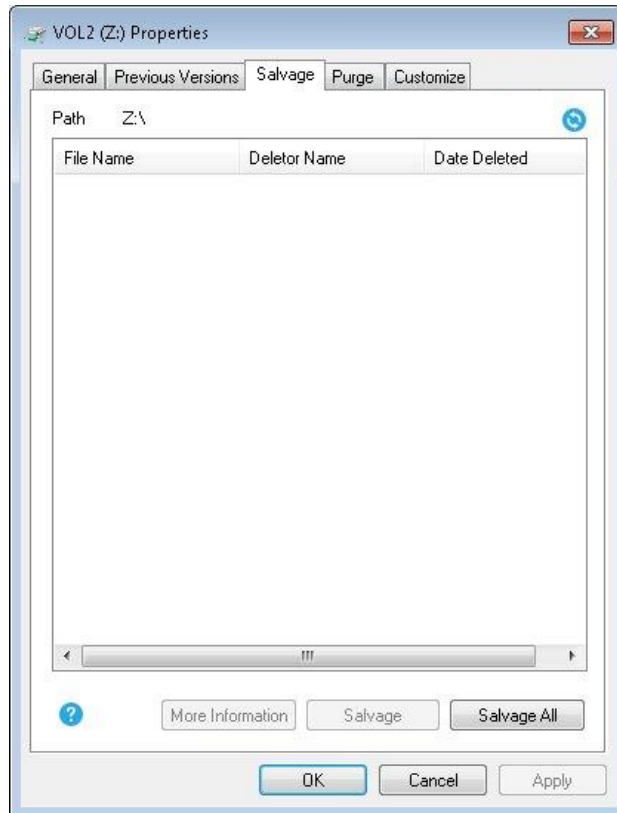 VOL2 (Z:) Properties
General Previous Versions Salvage Purge Customize
Path Z:\
File Name Deletor Name Date Deleted
? More Information Salvage Salvage All
OK Cancel Apply